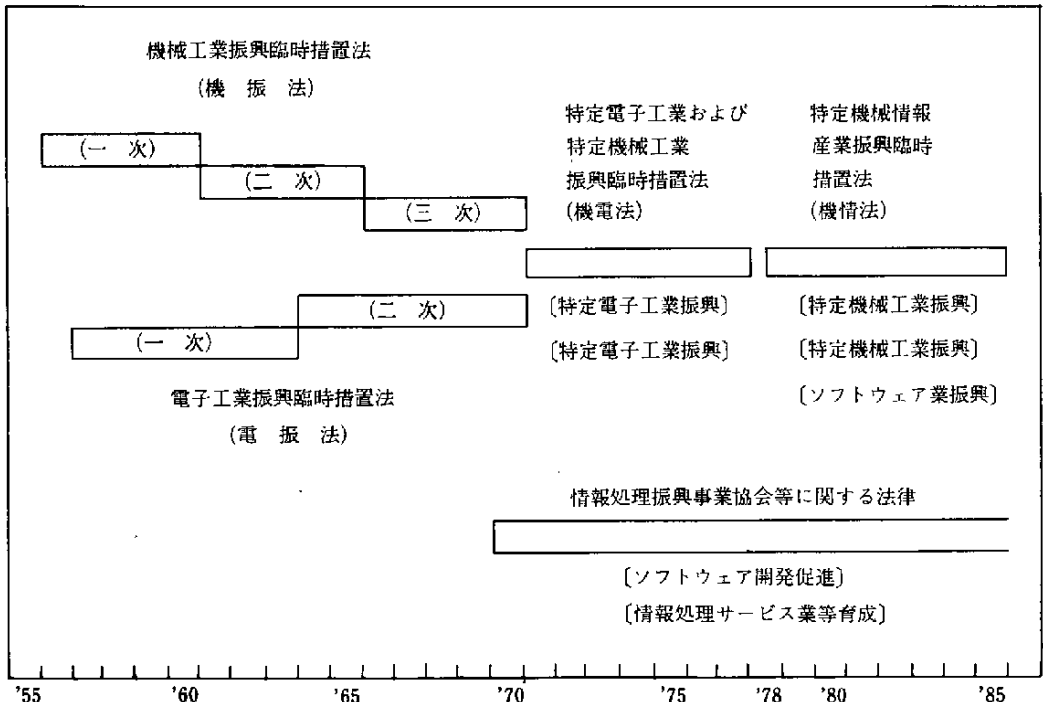 機械工業振興臨時措置法
(機 振 法)
(一 次)
(二 次)
(三 次)
特定電子工業および
特定機械工業
振興臨時措置法
(機電法)
特定機械情報
産業振興臨時
措置法
(機情法)
(二 次)
(一 次)
電子工業振興臨時措置法
(電 振 法)
〔特定電子工業振興〕
〔特定電子工業振興〕
〔特定機械工業振興〕
〔特定機械工業振興〕
〔ソフトウェア業振興〕
情報処理振興事業協会等に関する法律
〔ソフトウェア開発促進〕
〔情報処理サービス業等育成〕
'55 '60 '65 '70 '75 '78 '80 '85